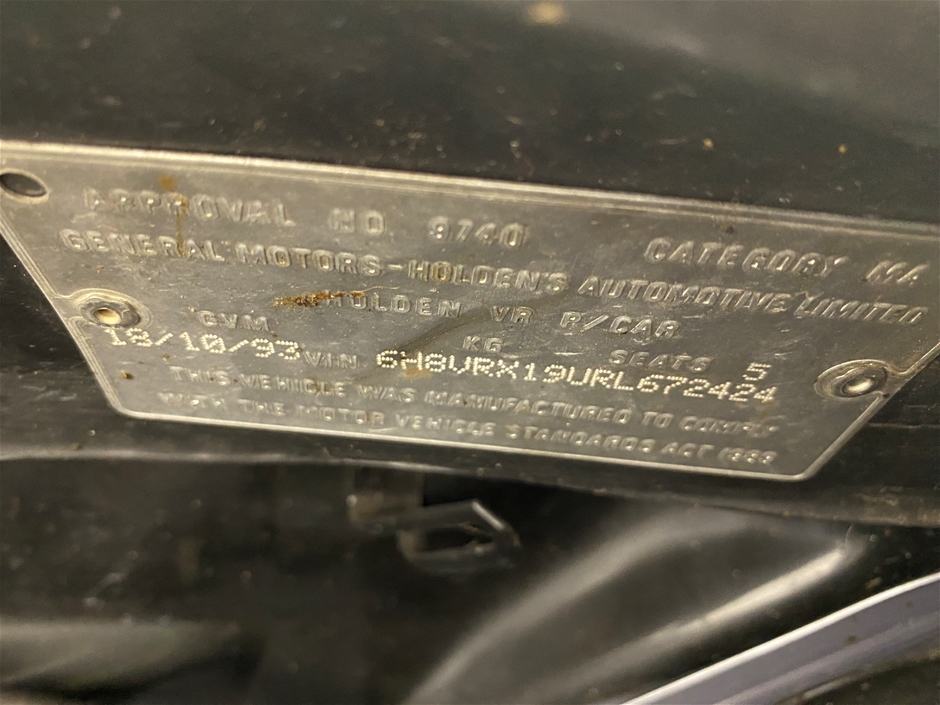 APPROVAL NO 9740 CATEGORY MA
GENERAL MOTORS-HOLDEN'S AUTOMOTIVE LIMITED
HOLDEN VR P/CAR
GVM KG SEATS 5
18/10/93 VIN 6H8VRX19URL672424
THIS VEHICLE WAS MANUFACTURED TO COMPLY
WITH THE MOTOR VEHICLE STANDARDS ACT 1989